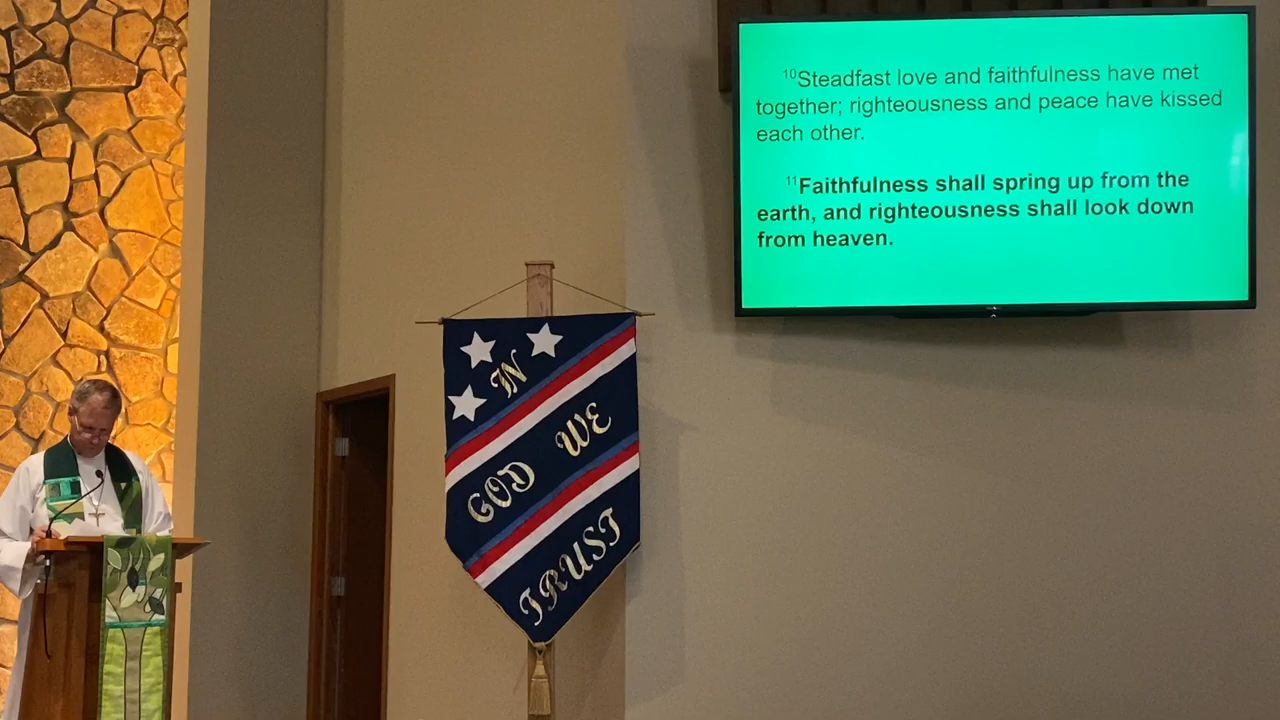 10Steadfast love and faithfulness have met
together; righteousness and peace have kissed
each other.
11Faithfulness shall spring up from the
earth, and righteousness shall look down
from heaven.
IN
GOD WE
TRUST